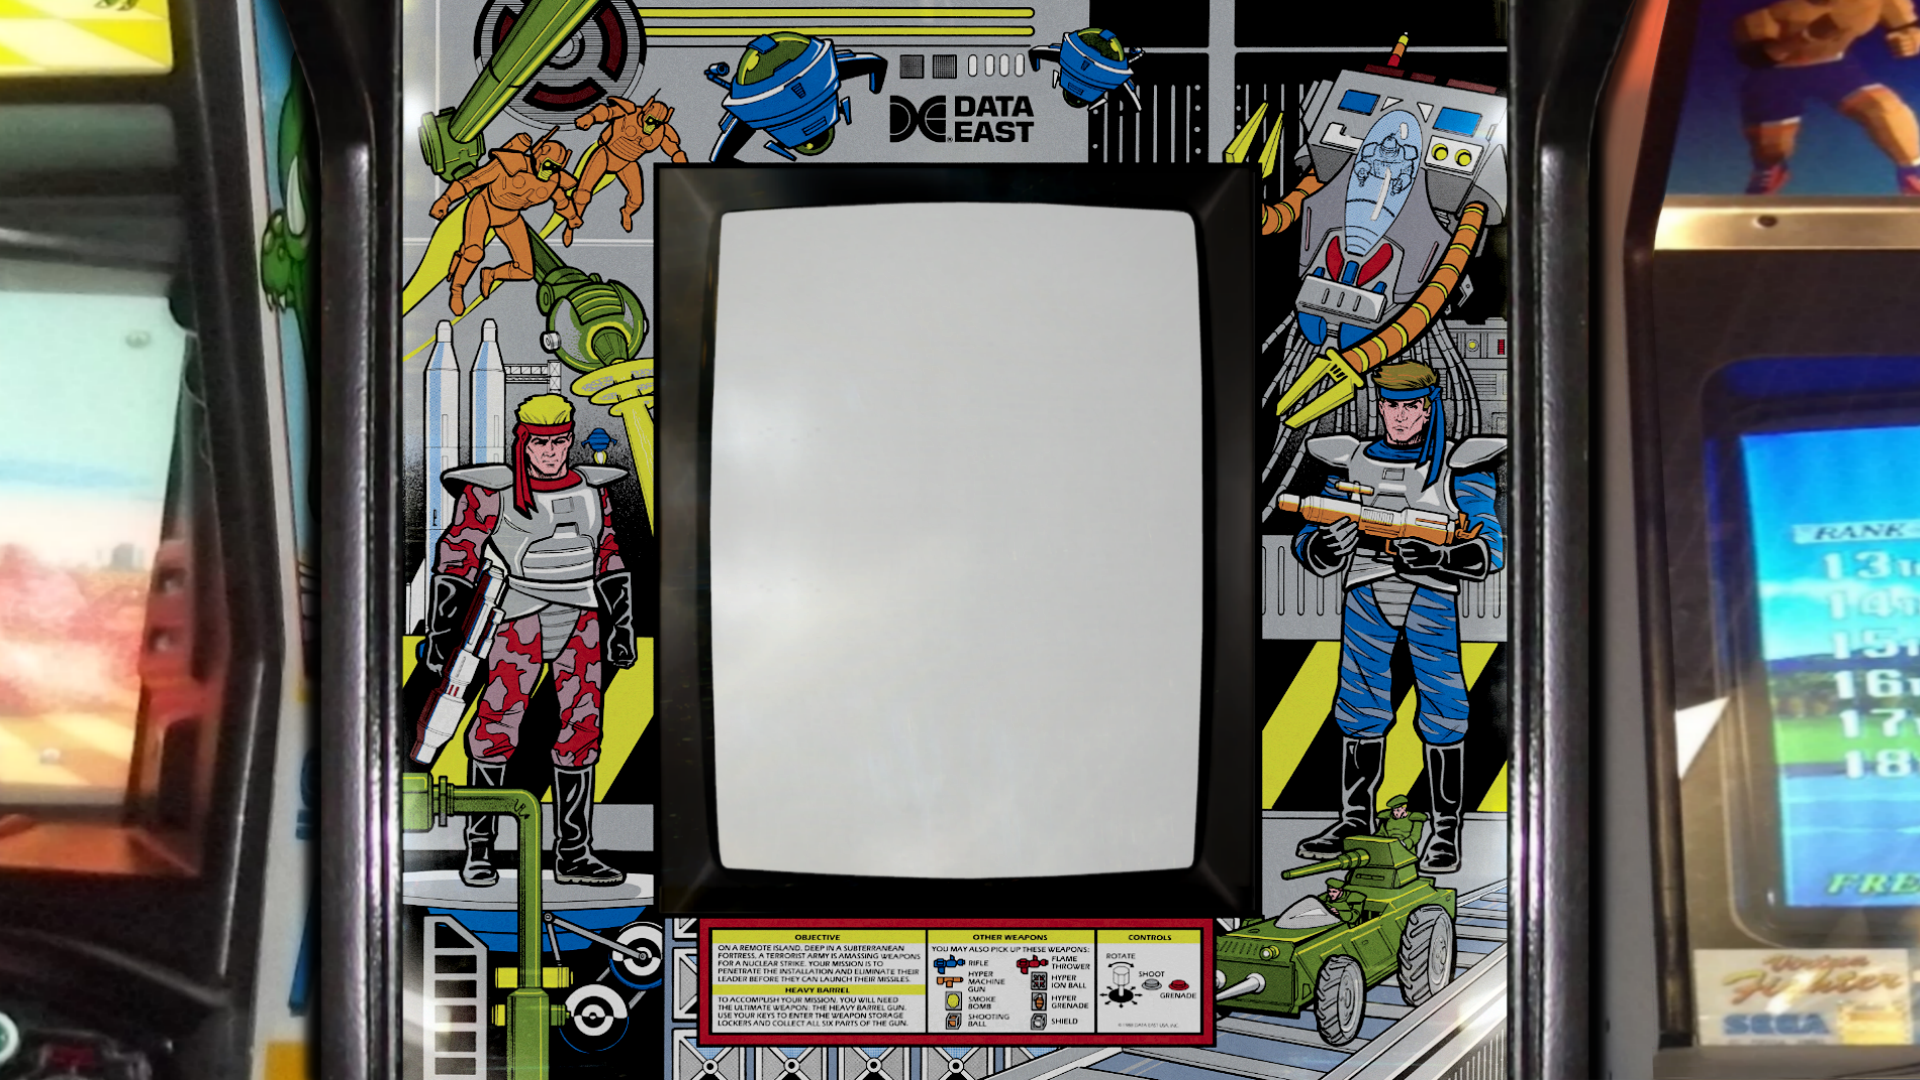 DATA
EAST
OBJECTIVE
ON A REMOTE ISLAND, DEEP IN A SUBTERRANEAN
FORTRESS, A TERRORIST ARMY IS AMASSING WEAPONS
FOR A NUCLEAR STRIKE. YOUR MISSION IS TO
PENETRATE THE INSTALLATION AND ELIMINATE THEIR
LEADER BEFORE THEY CAN LAUNCH THEIR MISSILES.
HEAVY BARREL
TO ACCOMPLISH YOUR MISSION, YOU WILL NEED
THE ULTIMATE WEAPON: THE HEAVY BARREL GUN.
USE YOUR KEYS TO ENTER THE WEAPON STORAGE
LOCKERS AND COLLECT ALL SIX PARTS OF THE GUN.
OTHER WEAPONS
YOU MAY ALSO PICK UP THESE WEAPONS:
RIFLE
HYPER
MACHINE
GUN
SMOKE
BOMB
SHOOTING
BALL
FLAME
THROWER
HYPER
ION BALL
HYPER
GRENADE
SHIELD
CONTROLS
ROTATE
SHOOT
GRENADE
RANK
13
14
15
16
17
18
FRE
SEGA